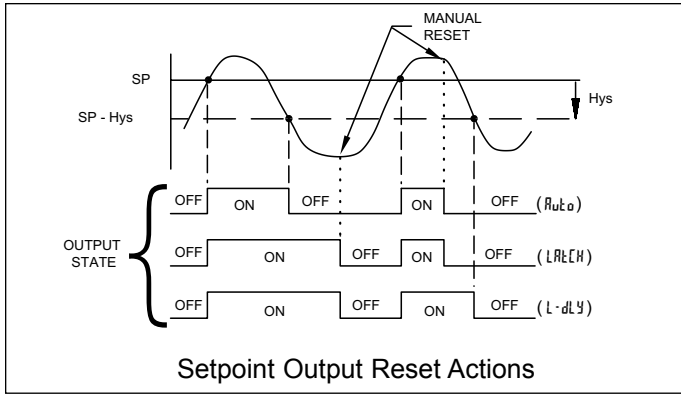 MANUAL
RESET
SP
Hys
SP - Hys
OFF ON OFF ON OFF (Auto)
OUTPUT
STATE
OFF ON OFF ON OFF (LAtCH)
OFF ON OFF ON OFF (L-dLY)
Setpoint Output Reset Actions